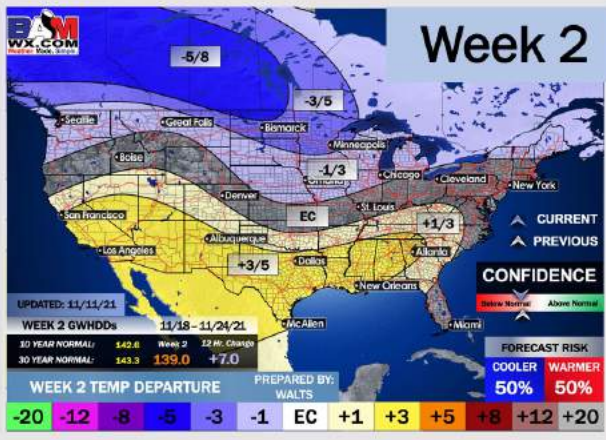 BAM
WX.COM
Weather Made Simple.
Week 2
-5/8
-3/5
Seattle
Great Falls
Bismarck
Minneapolis
Boise
-1/3
Chicago
Cleveland
New York
Denver
EC
St. Louis
San Francisco
+1/3
CURRENT
Albuquerque
PREVIOUS
Los Angeles
+3/5
Dallas
Atlanta
CONFIDENCE
New Orleans
Below Normal Above Normal
UPDATED: 11/11/21
McAllen
Miami
WEEK 2 GWHDDs 11/18 - 11/24/21
10 YEAR NORMAL: 142.6 Week 2 12 Hr. Change
30 YEAR NORMAL: 143.3 139.0 +7.0
FORECAST RISK
COOLER WARMER
50% 50%
WEEK 2 TEMP DEPARTURE
PREPARED BY:
WALTS
-20 -12 -8 -5 -3 -1 EC +1 +3 +5 +8 +12 +20